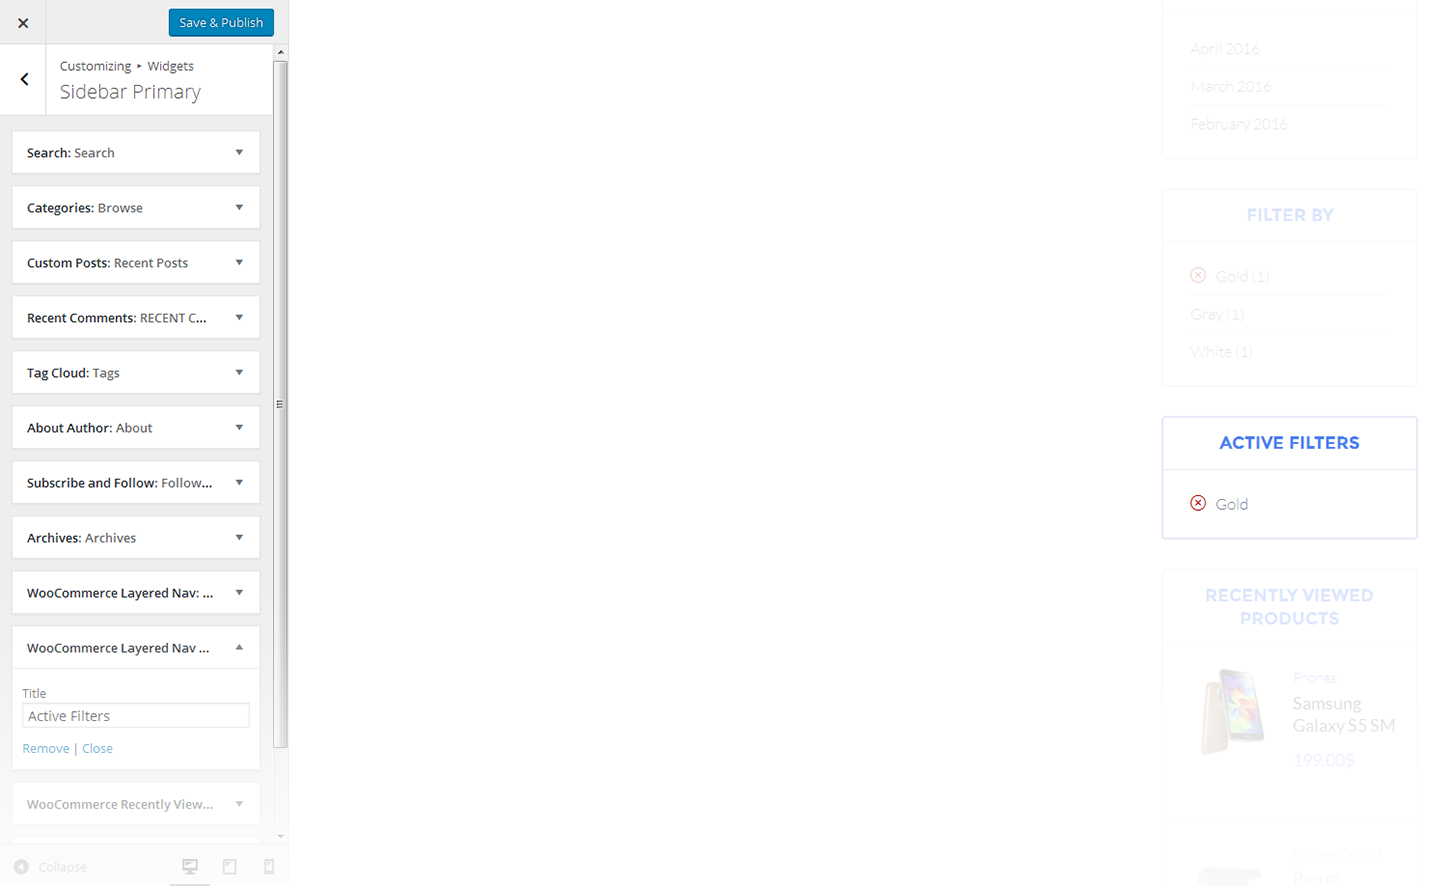 Save & Publish
Customizing ▸ Widgets
Sidebar Primary
Search: Search
Categories: Browse
Custom Posts: Recent Posts
Recent Comments: RECENT C...
Tag Cloud: Tags
About Author: About
Subscribe and Follow: Follow...
Archives: Archives
WooCommerce Layered Nav: ...
WooCommerce Layered Nav ...
Title
Active Filters
Remove | Close
WooCommerce Recently View...
Collapse
April 2016
March 2016
February 2016
FILTER BY
Gold (1)
Gray (1)
White (1)
ACTIVE FILTERS
Gold
RECENTLY VIEWED
PRODUCTS
Phones
Samsung
Galaxy S5 SM
199.00$
Parrot